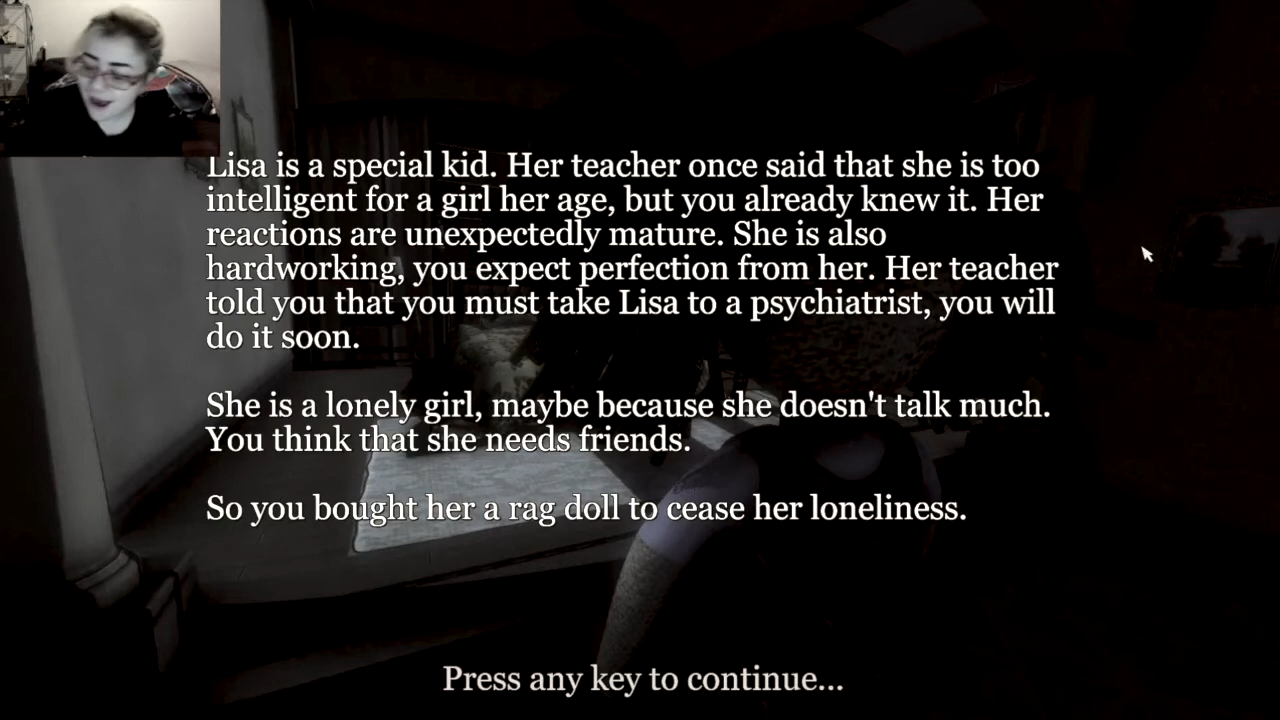 Lisa is a special kid. Her teacher once said that she is too
intelligent for a girl her age, but you already knew it. Her
reactions are unexpectedly mature. She is also
hardworking, you expect perfection from her. Her teacher
told you that you must take Lisa to a psychiatrist, you will
do it soon.
She is a lonely girl, maybe because she doesn't talk much.
You think that she needs friends.
So you bought her a rag doll to cease her loneliness.
Press any key to continue...